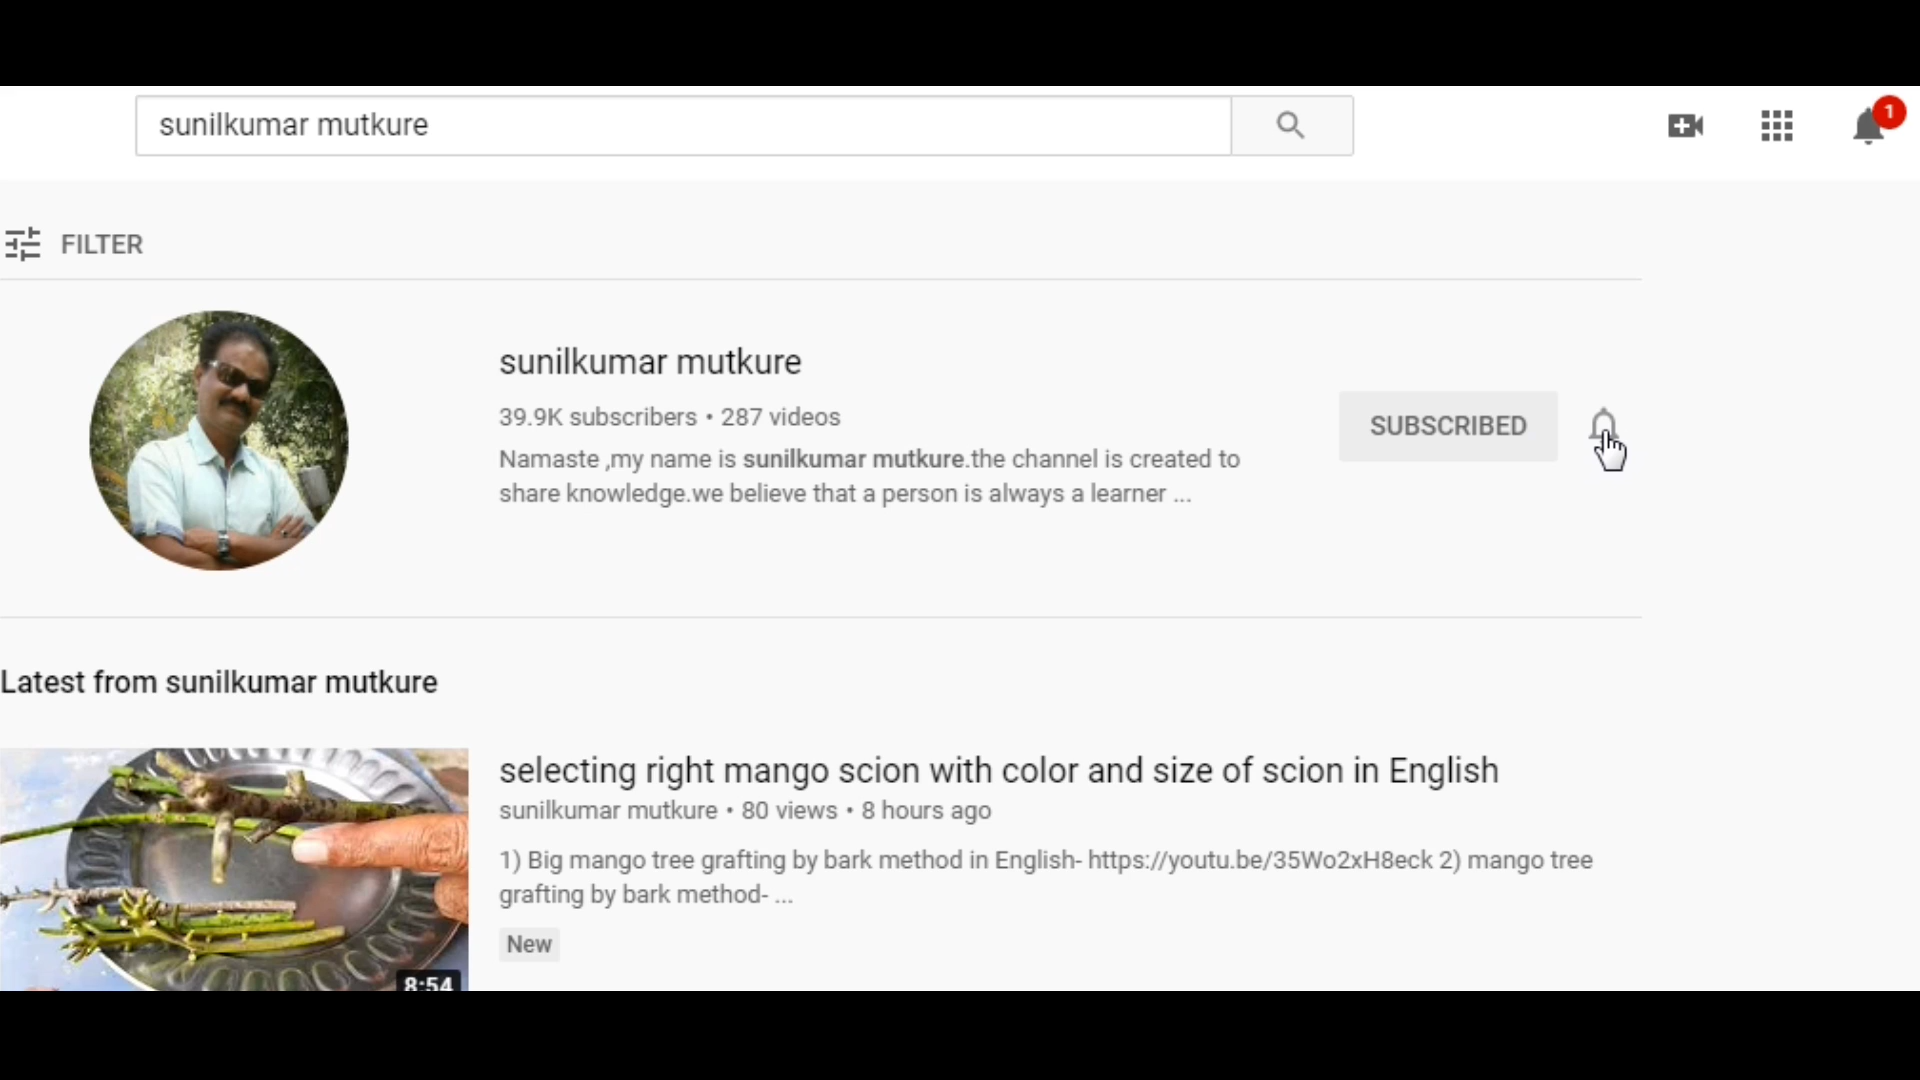 sunilkumar mutkure
1
FILTER
sunilkumar mutkure
39.9K subscribers • 287 videos
Namaste ,my name is sunilkumar mutkure.the channel is created to
share knowledge.we believe that a person is always a learner ...
SUBSCRIBED
Latest from sunilkumar mutkure
selecting right mango scion with color and size of scion in English
sunilkumar mutkure • 80 views • 8 hours ago
1) Big mango tree grafting by bark method in English- https://youtu.be/35Wo2xH8eck 2) mango tree
grafting by bark method- ...
New
8:54